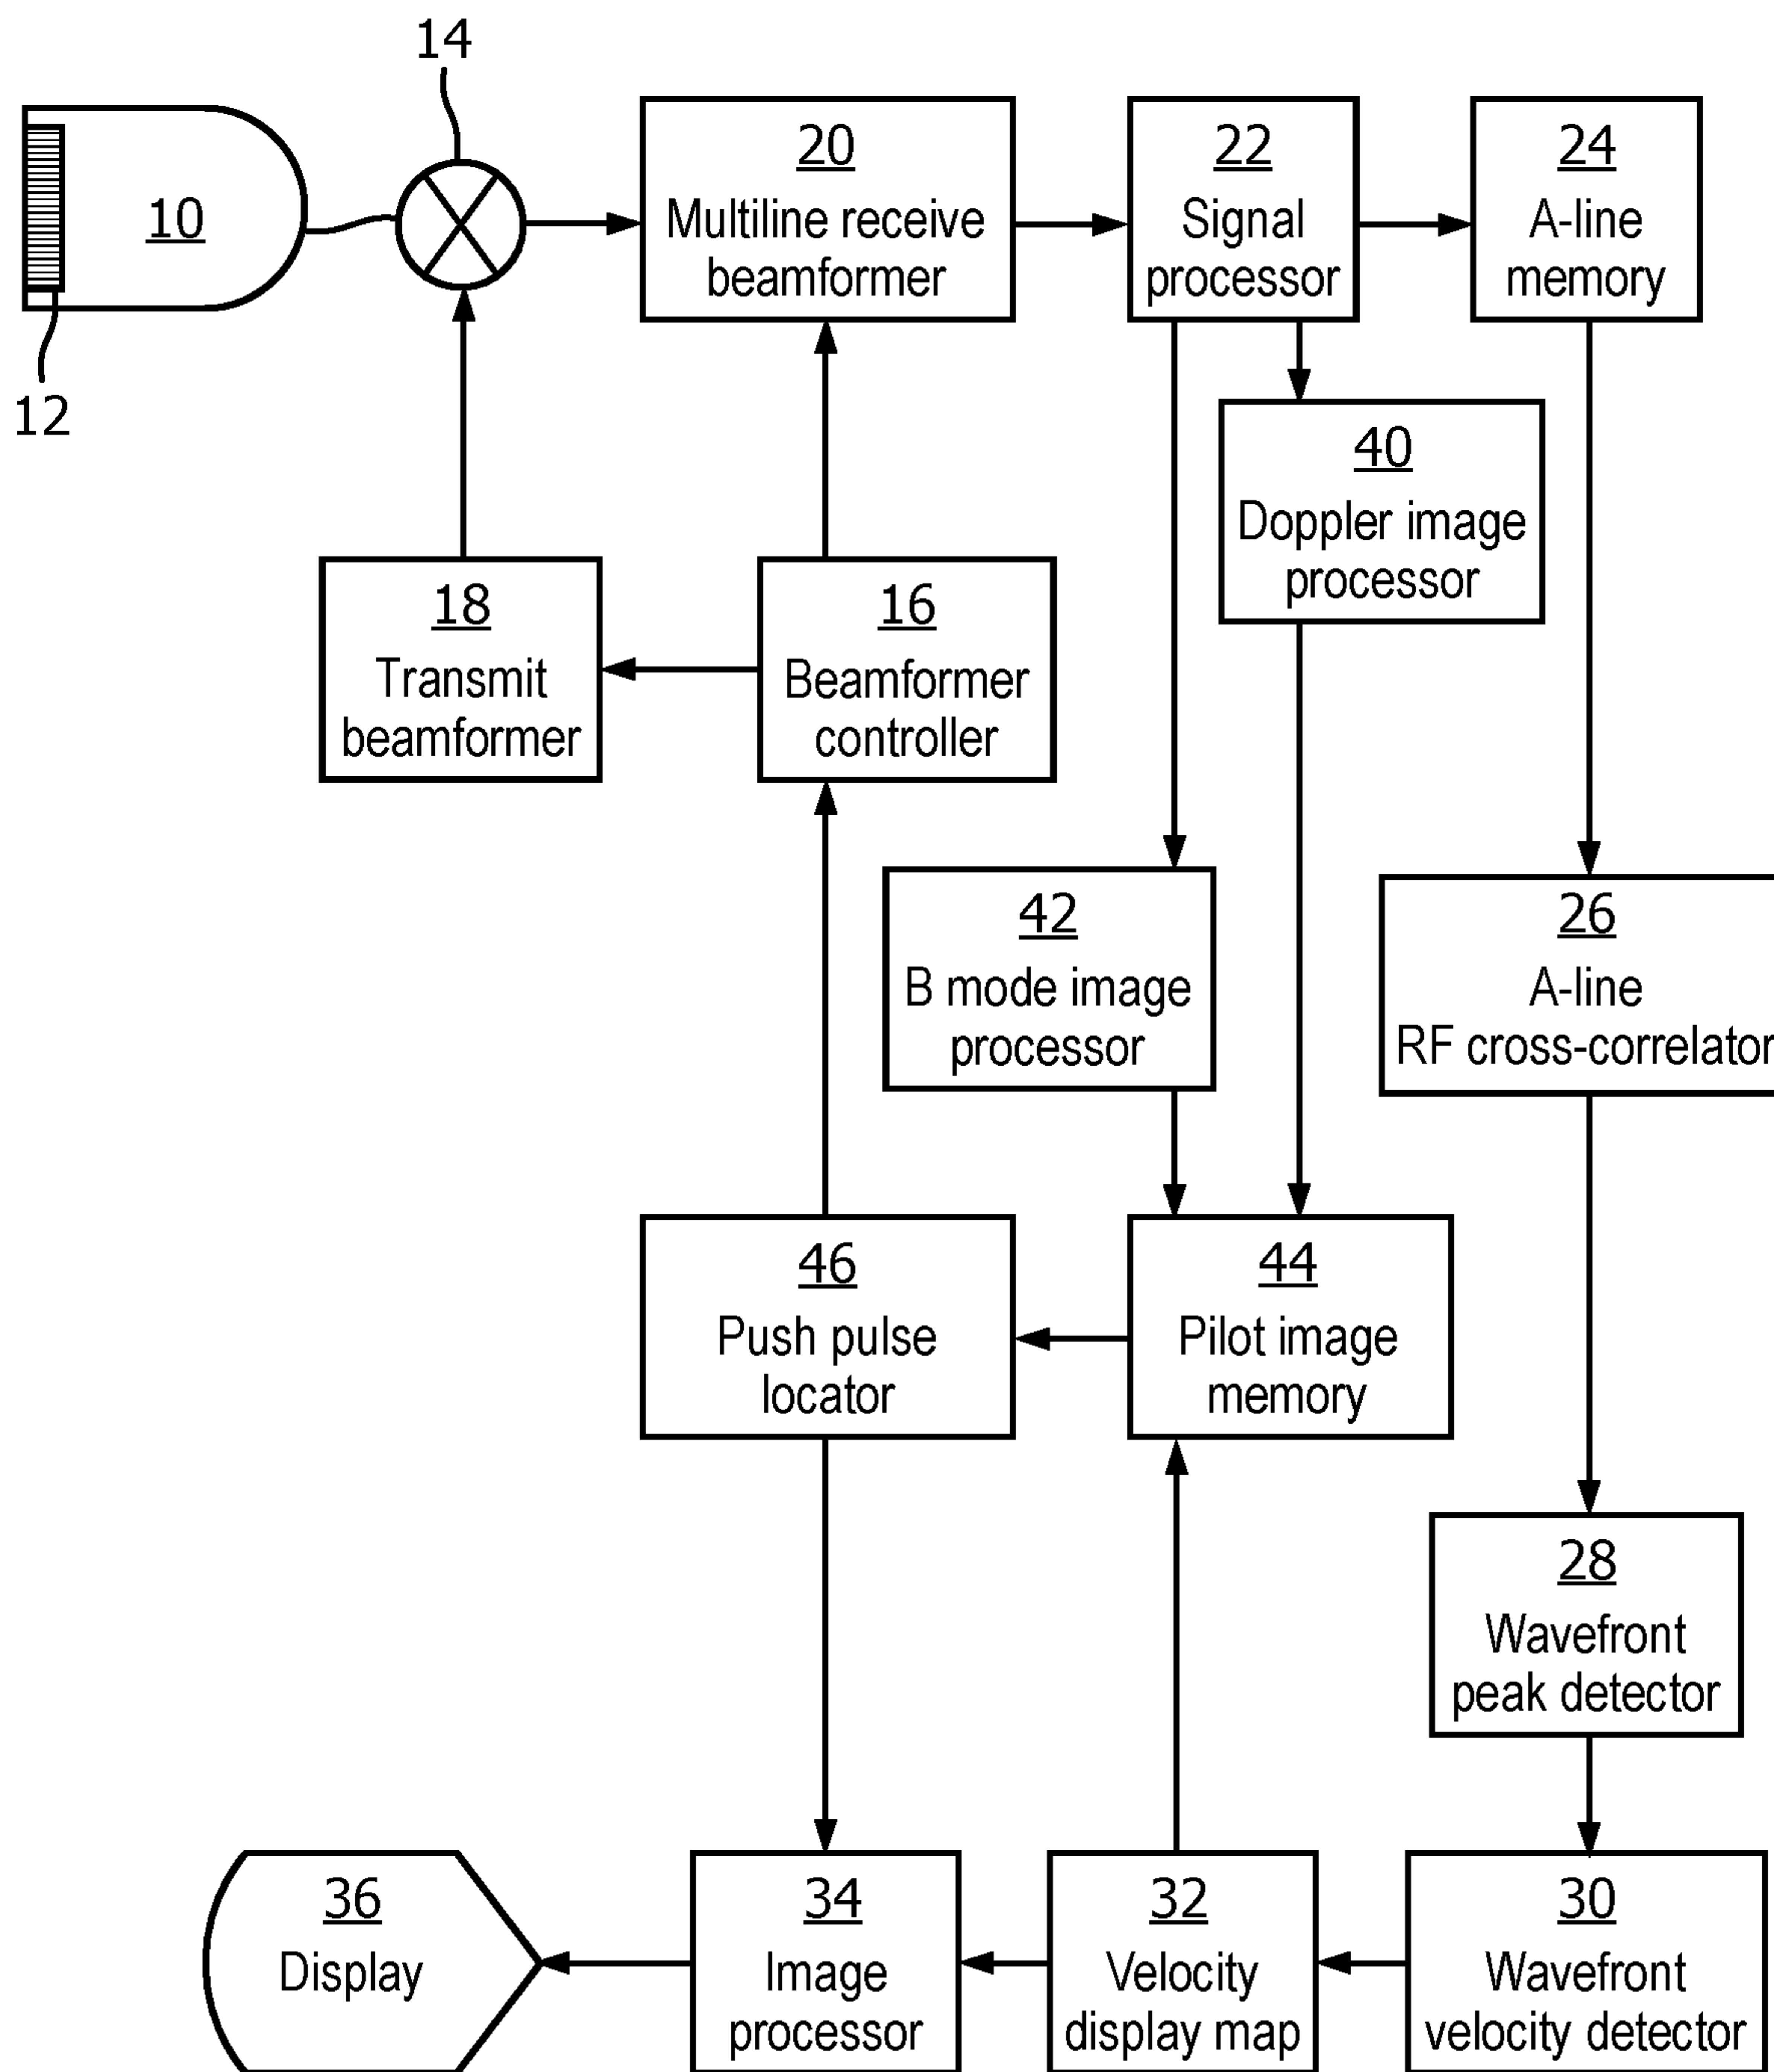 14
10
12
20
Multiline receive
beamformer
22
Signal
processor
24
A-line
memory
40
Doppler image
processor
18
Transmit
beamformer
16
Beamformer
controller
42
B mode image
processor
26
A-line
RF cross-correlator
46
Push pulse
locator
44
Pilot image
memory
28
Wavefront
peak detector
36
Display
34
Image
processor
32
Velocity
display map
30
Wavefront
velocity detector